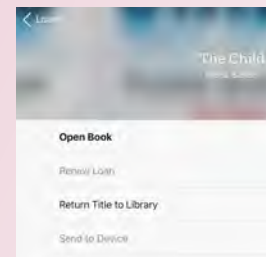 Loans
The Child
Open Book
Renew Loan
Return Title to Library
Send to Device